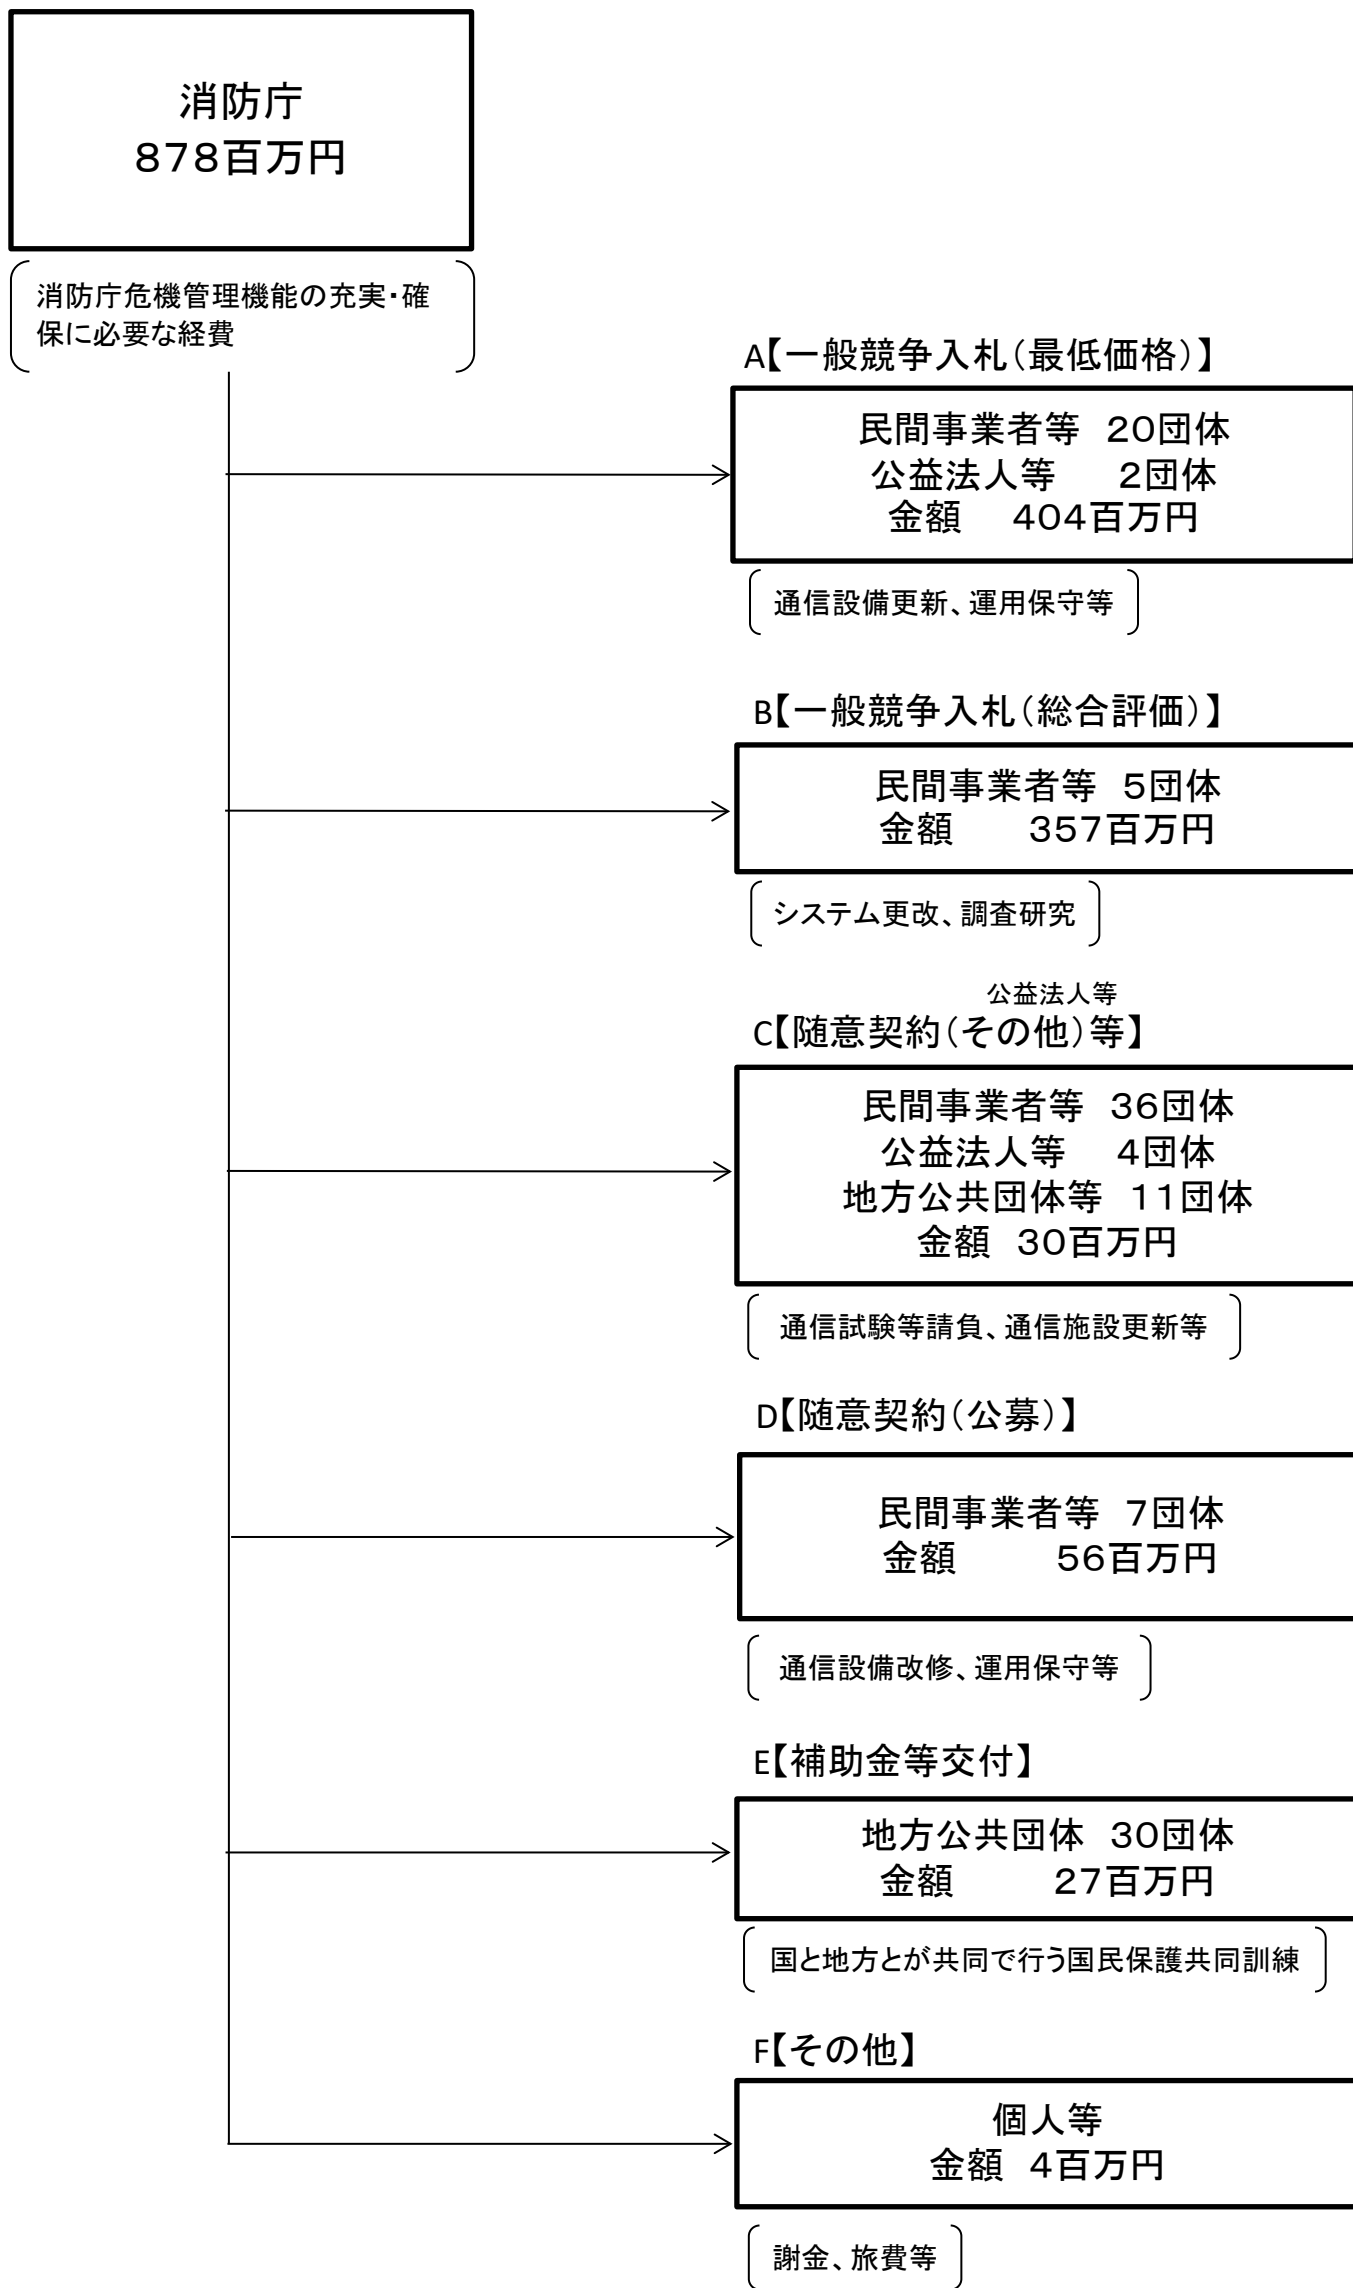 消防庁
878百万円
消防庁危機管理機能の充実・確
保に必要な経費
A【一般競争入札（最低価格）】
民間事業者等　20団体
公益法人等　2団体
金額　404百万円
通信設備更新、運用保守等
B【一般競争入札（総合評価）】
民間事業者等　5団体
金額　357百万円
システム更改、調査研究
公益法人等
C【随意契約（その他）等】
民間事業者等　36団体
公益法人等　4団体
地方公共団体等　11団体
金額　30百万円
通信試験等請負、通信施設更新等
D【随意契約（公募）】
民間事業者等　7団体
金額　56百万円
通信設備改修、運用保守等
E【補助金等交付】
地方公共団体　30団体
金額　27百万円
国と地方とが共同で行う国民保護共同訓練
F【その他】
個人等
金額　4百万円
謝金、旅費等